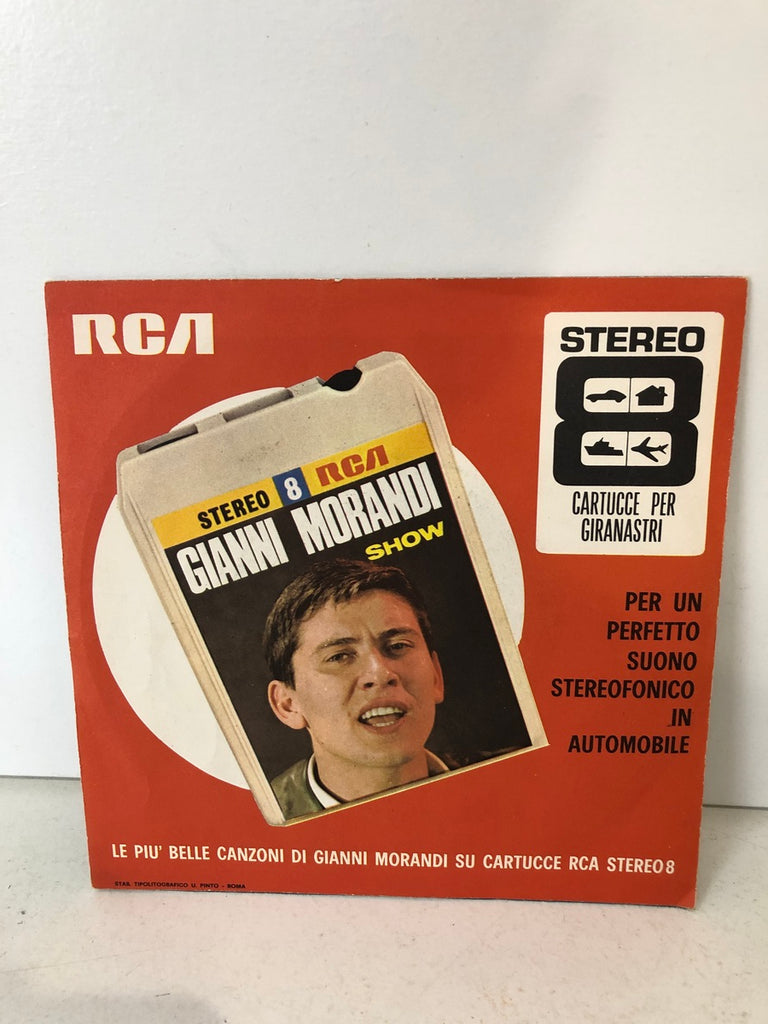 RCA
STEREO
8
CARTUCCE PER
GIRANASTRI
STEREO 8 RCA
GIANNI MORANDI
SHOW
PER UN
PERFETTO
SUONO
STEREOFONICO
IN
AUTOMOBILE
LE PIU' BELLE CANZONI DI GIANNI MORANDI SU CARTUCCE RCA STEREO 8
STAB. TIPOLITOGRAFICO U. PINTO - ROMA